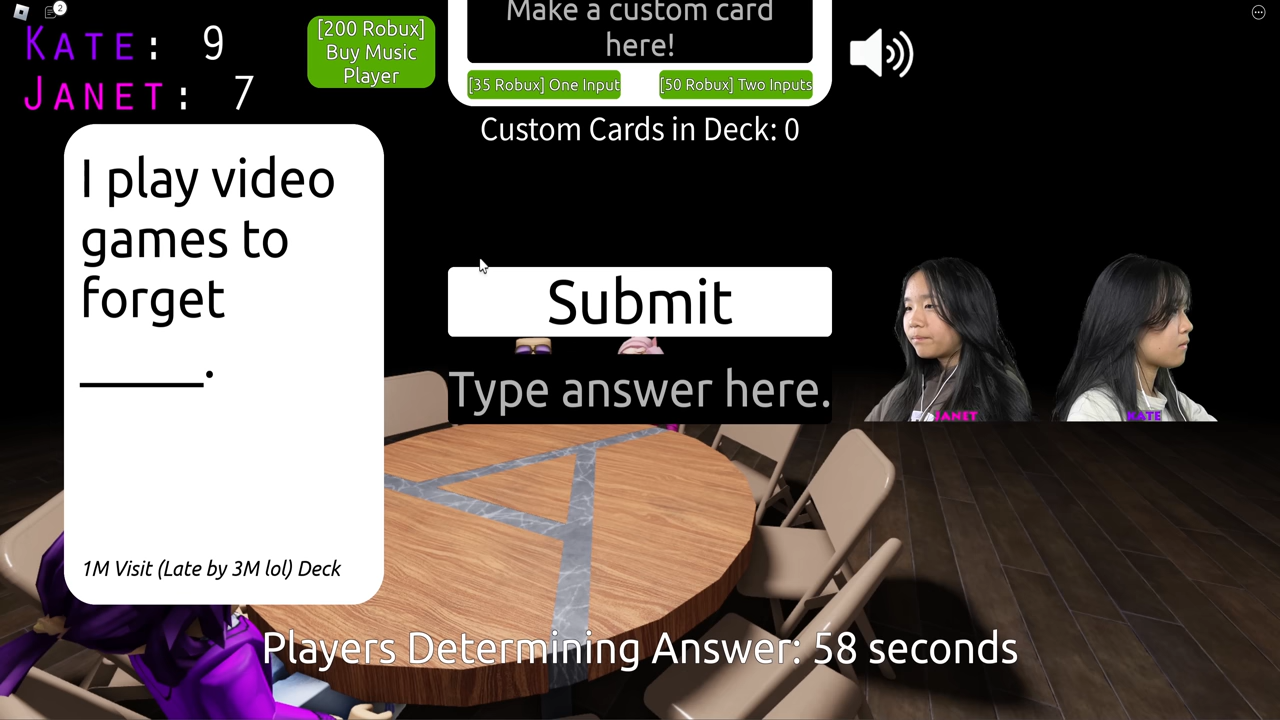 2
KATE: 9
JANET: 7
[200 Robux]
Buy Music
Player
Make a custom card
here!
[35 Robux] One Input
[50 Robux] Two Inputs
Custom Cards in Deck: 0
I play video
games to
forget
______.
1M Visit (Late by 3M lol) Deck
Submit
Type answer here.
JANET
KATE
Players Determining Answer: 58 seconds